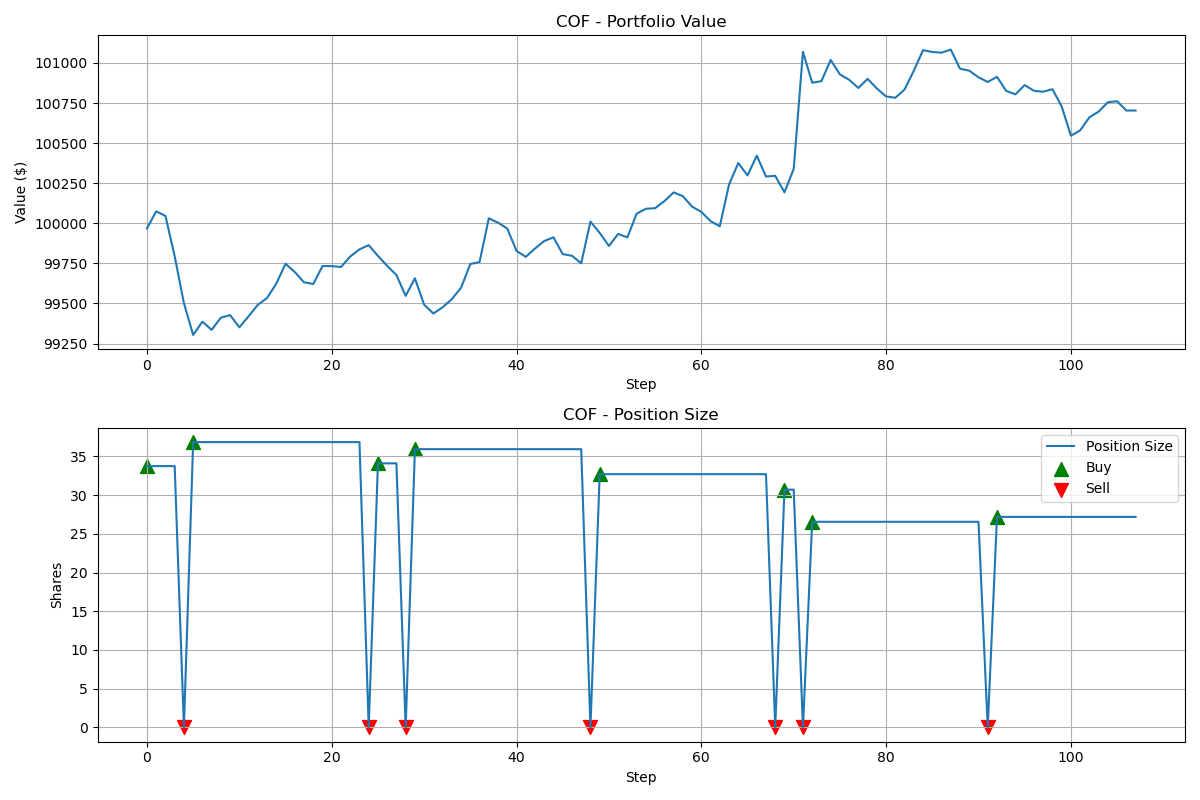 COF - Portfolio Value
Value ($)
101000
100750
100500
100250
100000
99750
99500
99250
0 20 40 60 80 100
Step
COF - Position Size
Shares
35
30
25
20
15
10
5
0
Position Size
Buy
Sell
0 20 40 60 80 100
Step